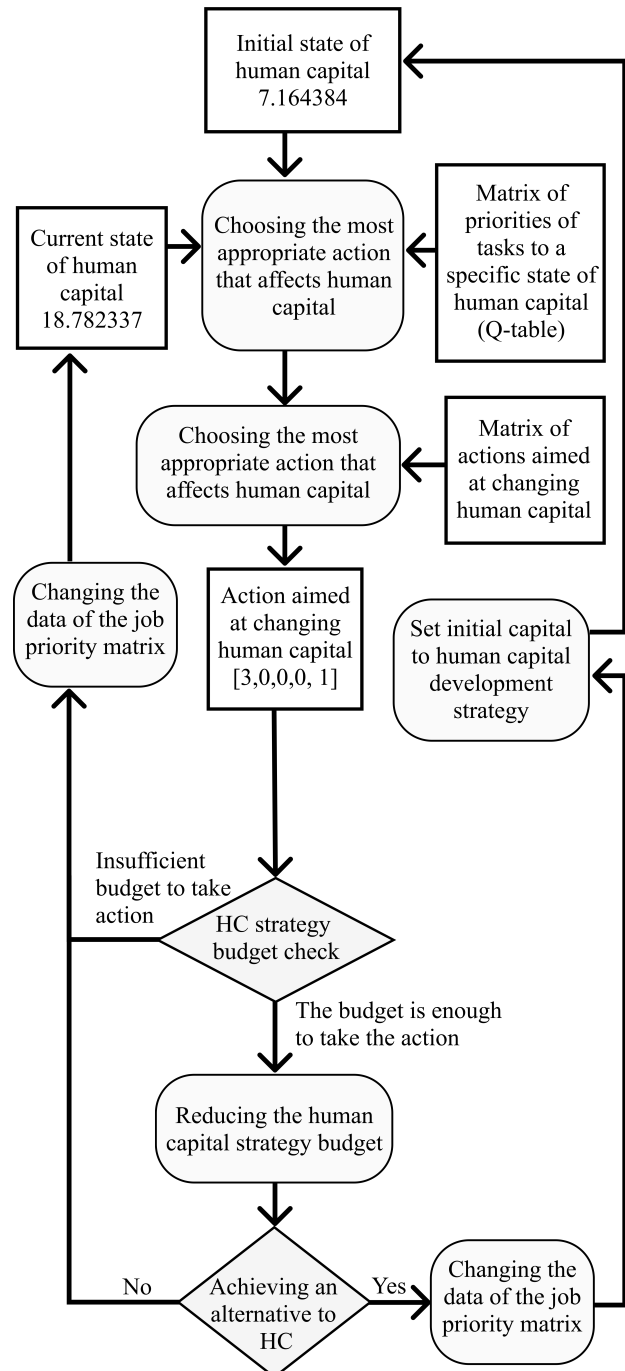 Initial state of
human capital
7.164384
Choosing the most
appropriate action
that affects human
capital
Matrix of
priorities of
tasks to a
specific state of
human capital
(Q-table)
Current state
of human
capital
18.782337
Choosing the most
appropriate action that
affects human capital
Matrix of
actions aimed
at changing
human capital
Changing the
data of the job
priority matrix
Action aimed
at changing
human capital
[3,0,0,0, 1]
Set initial capital
to human capital
development
strategy
Insufficient
budget to take
action
HC strategy
budget check
The budget is enough
to take the action
Reducing the human
capital strategy budget
No
Achieving an
alternative to
HC
Yes
Changing the
data of the job
priority matrix